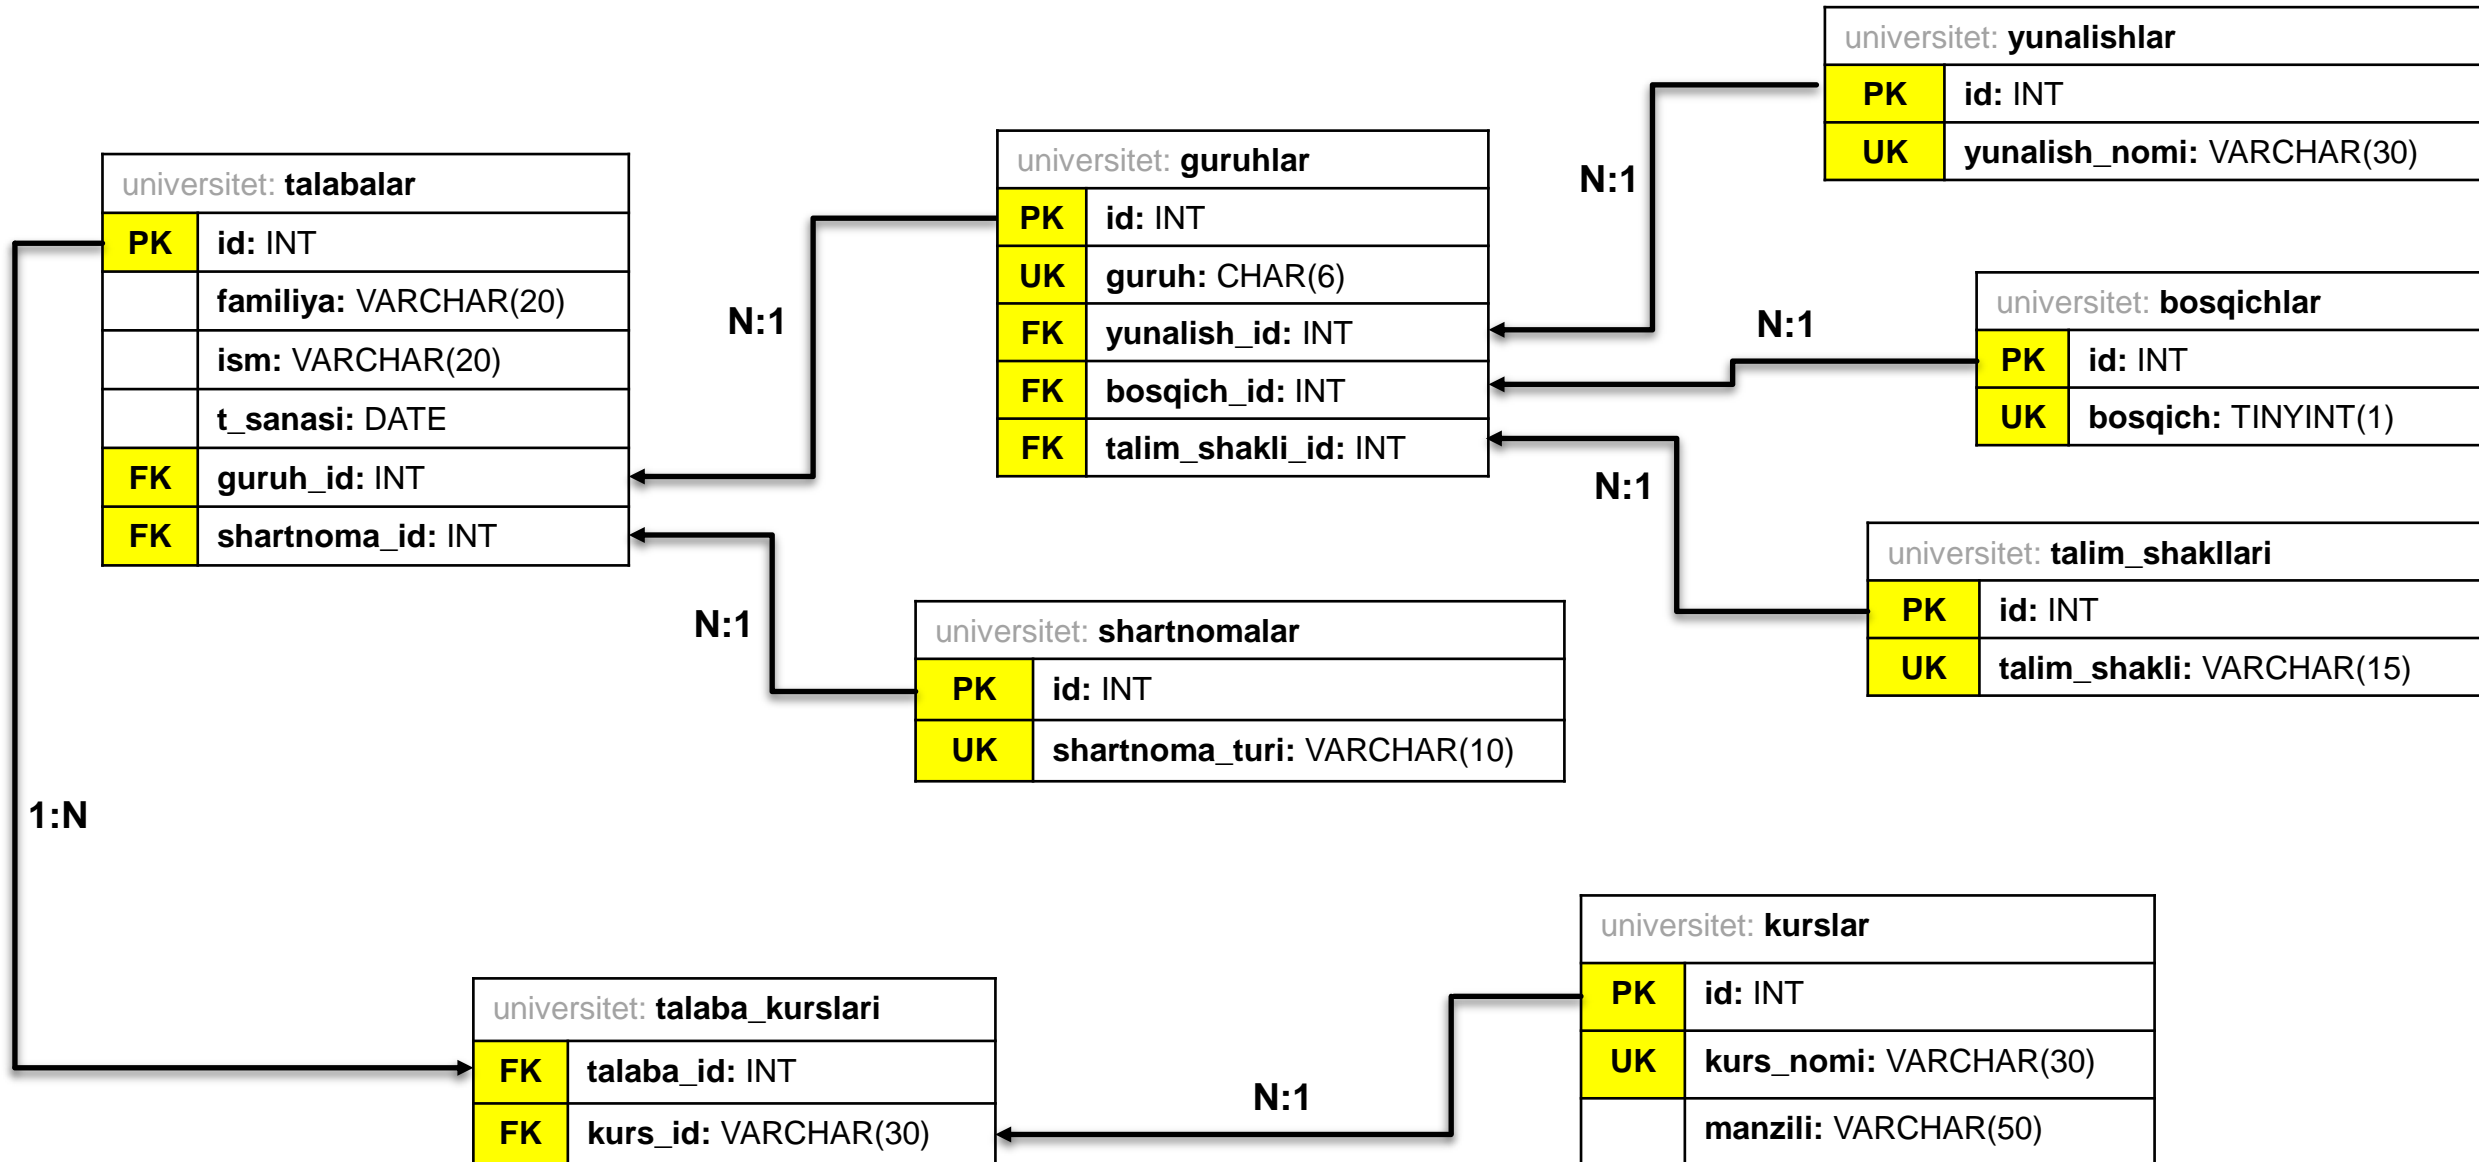 universitet: yunalishlar
PK id: INT
UK yunalish_nomi: VARCHAR(30)
universitet: talabalar
PK id: INT
familiya: VARCHAR(20)
ism: VARCHAR(20)
t_sanasi: DATE
FK guruh_id: INT
FK shartnoma_id: INT
N:1
universitet: guruhlar
PK id: INT
UK guruh: CHAR(6)
FK yunalish_id: INT
FK bosqich_id: INT
FK talim_shakli_id: INT
N:1
N:1
universitet: bosqichlar
PK id: INT
UK bosqich: TINYINT(1)
N:1
universitet: talim_shakllari
PK id: INT
UK talim_shakli: VARCHAR(15)
N:1
universitet: shartnomalar
PK id: INT
UK shartnoma_turi: VARCHAR(10)
1:N
universitet: talaba_kurslari
FK talaba_id: INT
FK kurs_id: VARCHAR(30)
N:1
universitet: kurslar
PK id: INT
UK kurs_nomi: VARCHAR(30)
manzili: VARCHAR(50)